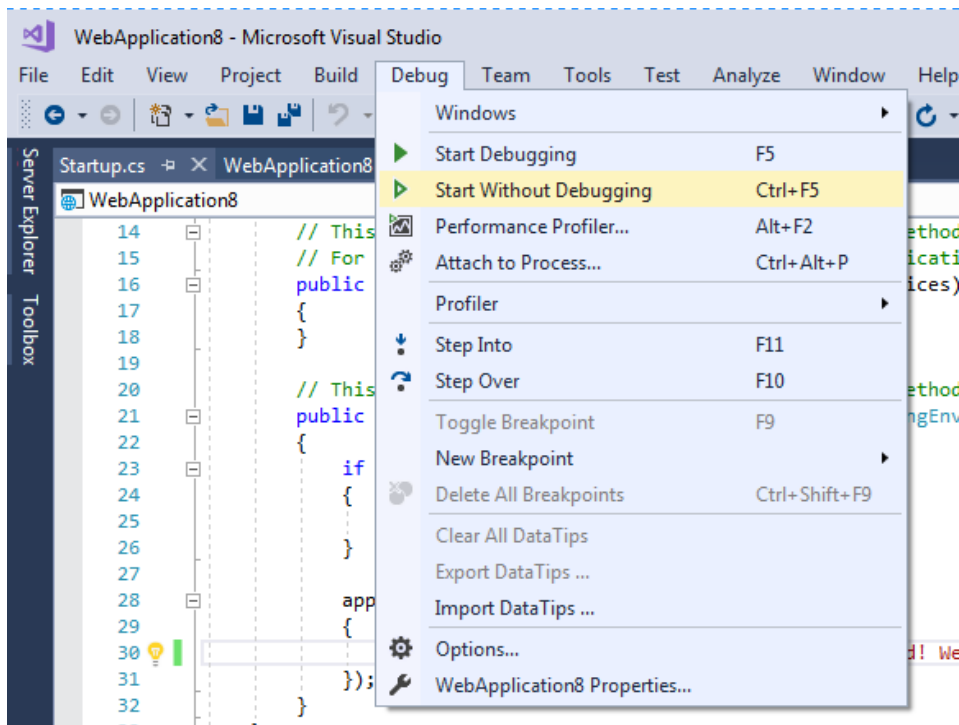 WebApplication8 - Microsoft Visual Studio
File Edit View Project Build Debug Team Tools Test Analyze Window Help
Server Explorer
Toolbox
Startup.cs WebApplication8
WebApplication8
Windows
Start Debugging F5
Start Without Debugging Ctrl+F5
Performance Profiler... Alt+F2
Attach to Process... Ctrl+Alt+P
Profiler
Step Into F11
Step Over F10
Toggle Breakpoint F9
New Breakpoint
Delete All Breakpoints Ctrl+Shift+F9
Clear All DataTips
Export DataTips ...
Import DataTips ...
Options...
WebApplication8 Properties...
14 // This ethod
15 // For icati
16 public ices)
17 {
18 }
19
20 // This ethod
21 public ngEnv
22 {
23 if
24 {
25
26 }
27
28 app
29 {
30 d! We
31 });
32 }